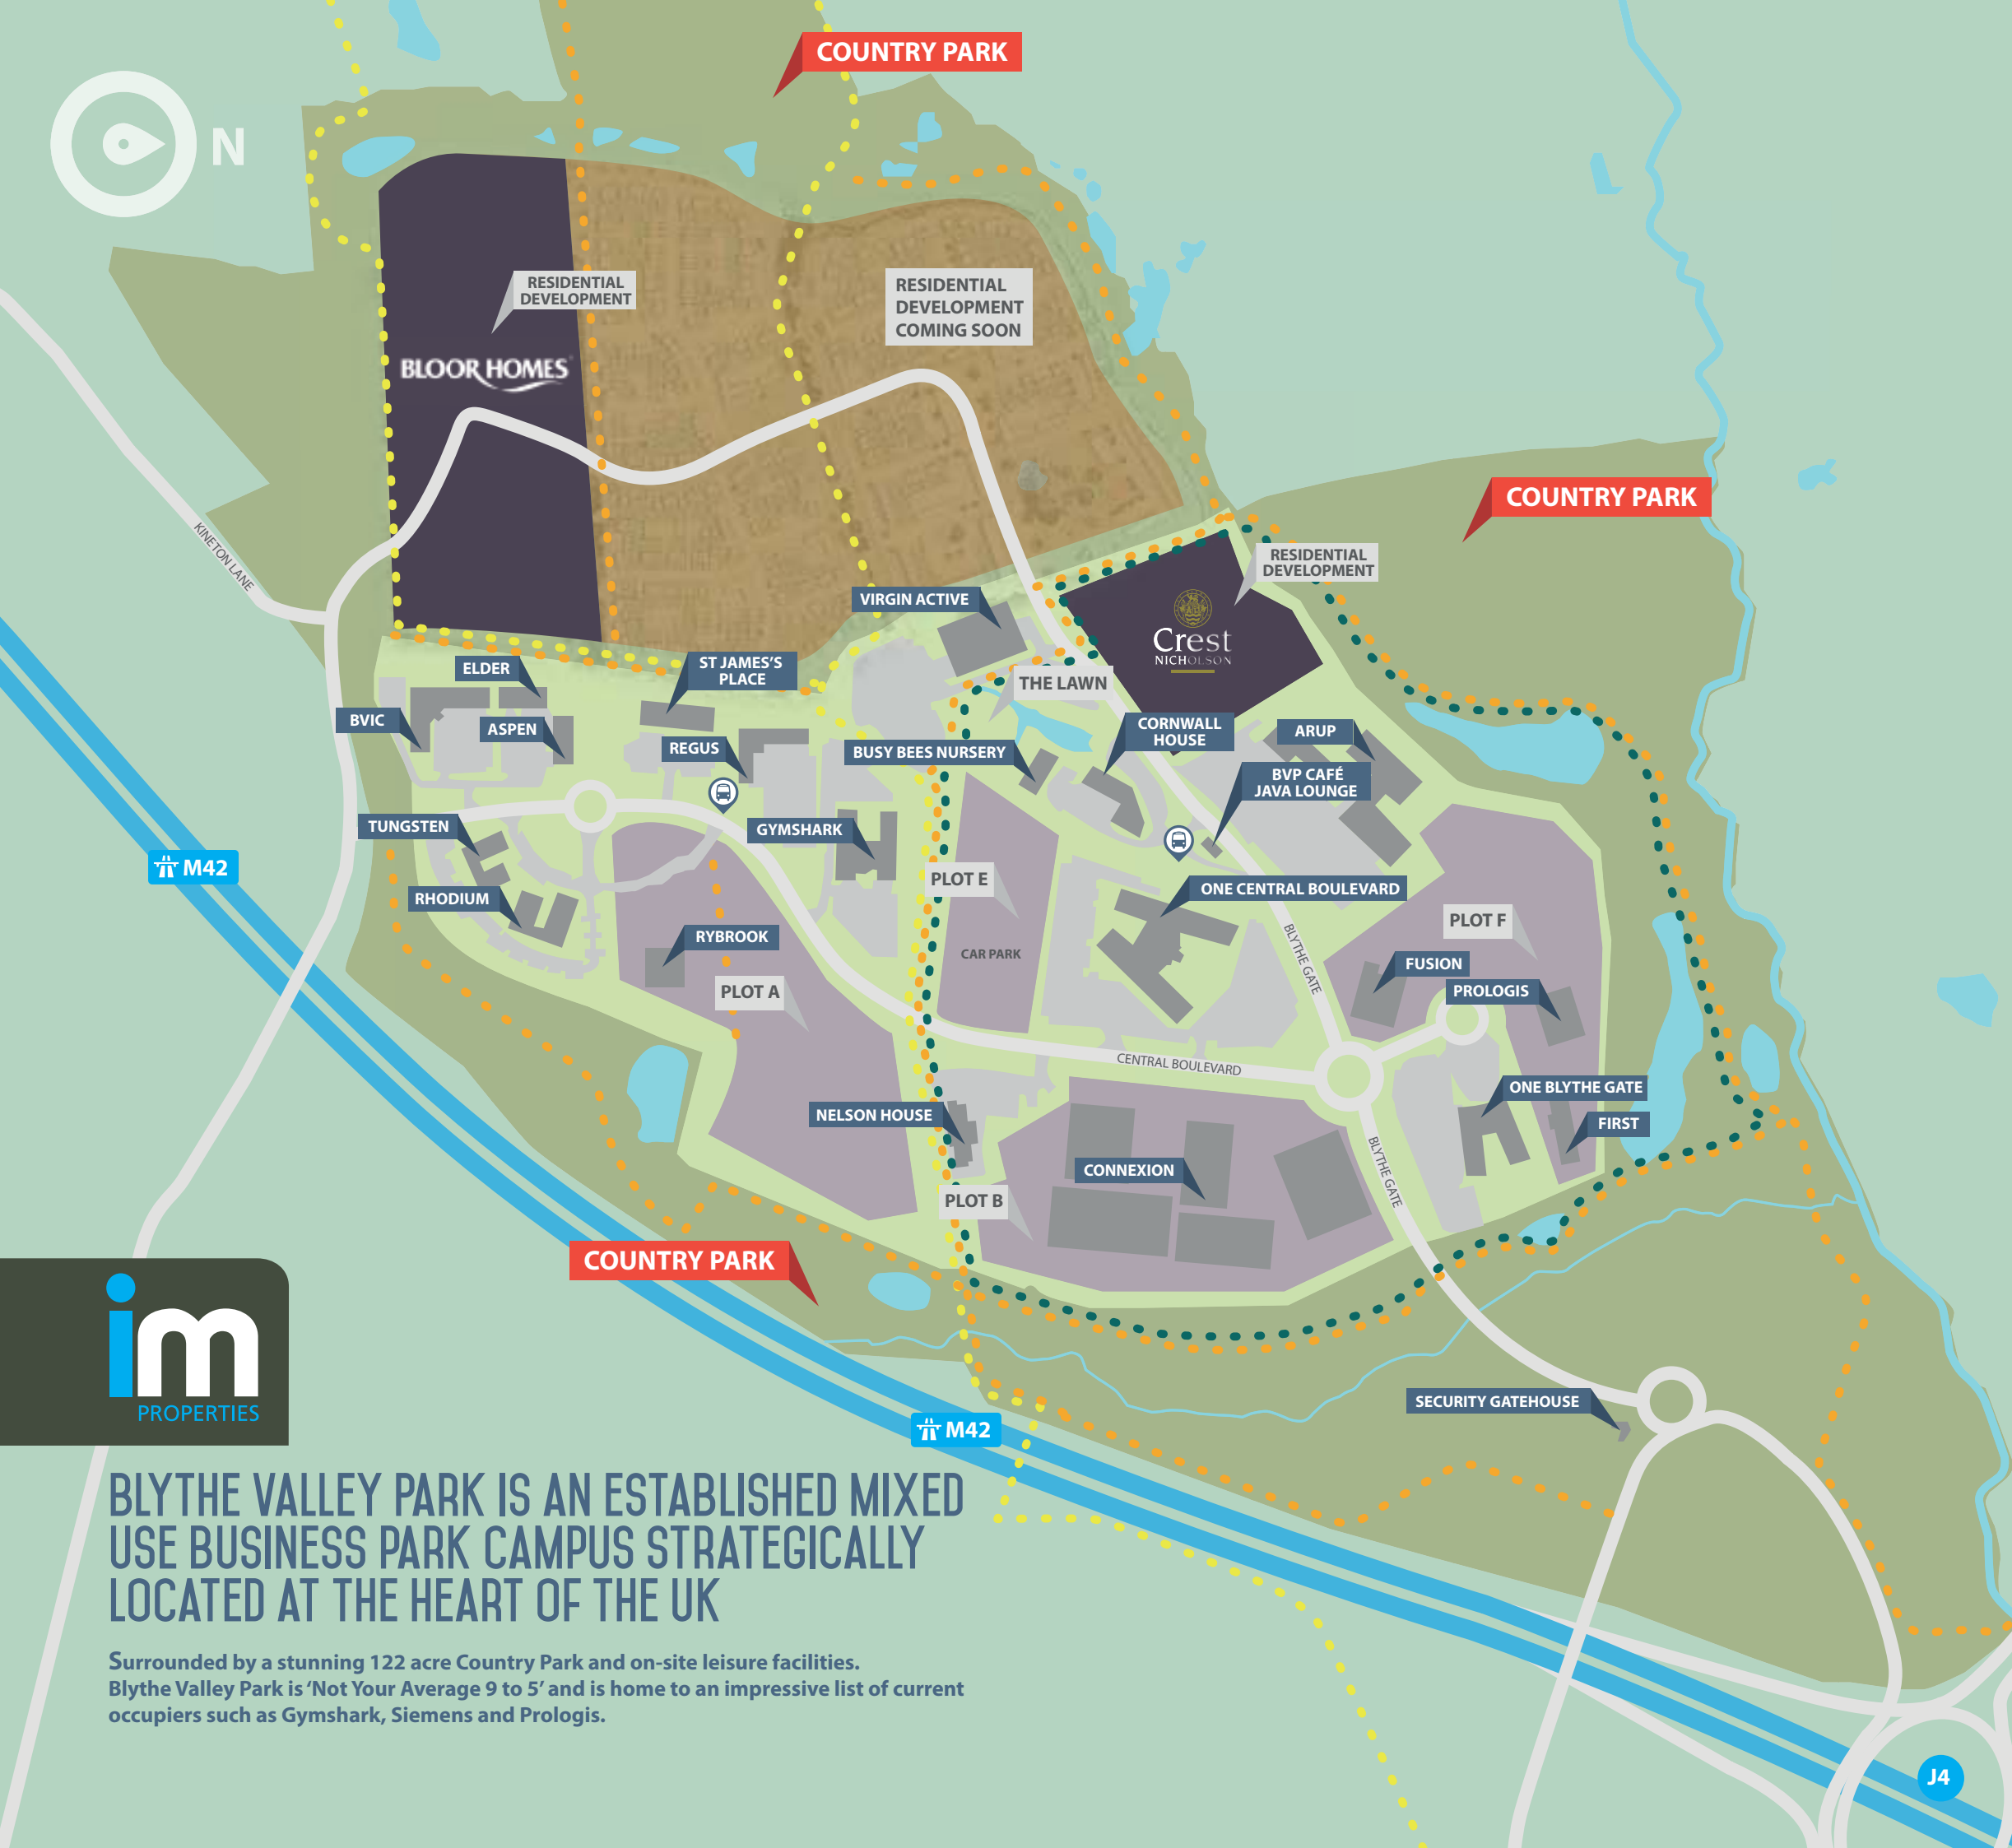 COUNTRY PARK
N
RESIDENTIAL
DEVELOPMENT
RESIDENTIAL
DEVELOPMENT
COMING SOON
BLOOR HOMES
COUNTRY PARK
KINETON LANE
RESIDENTIAL
DEVELOPMENT
VIRGIN ACTIVE
Crest
NICHOLSON
ELDER
ST JAMES'S
PLACE
THE LAWN
BVIC
ASPEN
REGUS
BUSY BEES NURSERY
CORNWALL
HOUSE
ARUP
BVP CAFÉ
JAVA LOUNGE
TUNGSTEN
GYMSHARK
M42
RHODIUM
PLOT E
ONE CENTRAL BOULEVARD
PLOT F
RYBROOK
CAR PARK
BLYTHE GATE
FUSION
PROLOGIS
PLOT A
CENTRAL BOULEVARD
ONE BLYTHE GATE
NELSON HOUSE
FIRST
CONNEXION
BLYTHE GATE
PLOT B
COUNTRY PARK
im
PROPERTIES
SECURITY GATEHOUSE
M42
BLYTHE VALLEY PARK IS AN ESTABLISHED MIXED
USE BUSINESS PARK CAMPUS STRATEGICALLY
LOCATED AT THE HEART OF THE UK
Surrounded by a stunning 122 acre Country Park and on-site leisure facilities.
Blythe Valley Park is 'Not Your Average 9 to 5' and is home to an impressive list of current
occupiers such as Gymshark, Siemens and Prologis.
J4